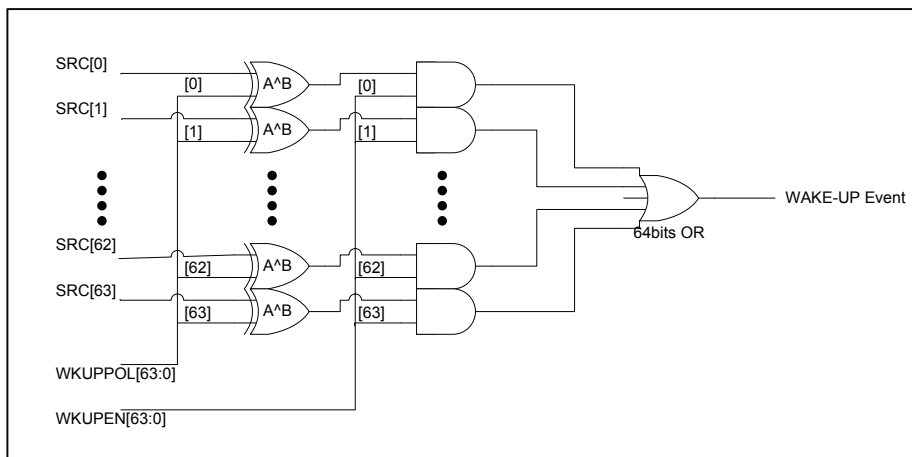 SRC[0]
[0]
A^B
[0]
SRC[1]
[1]
A^B
[1]
WAKE-UP Event
64bits OR
SRC[62]
[62]
A^B
[62]
SRC[63]
[63]
A^B
[63]
WKUPPOL[63:0]
WKUPEN[63:0]